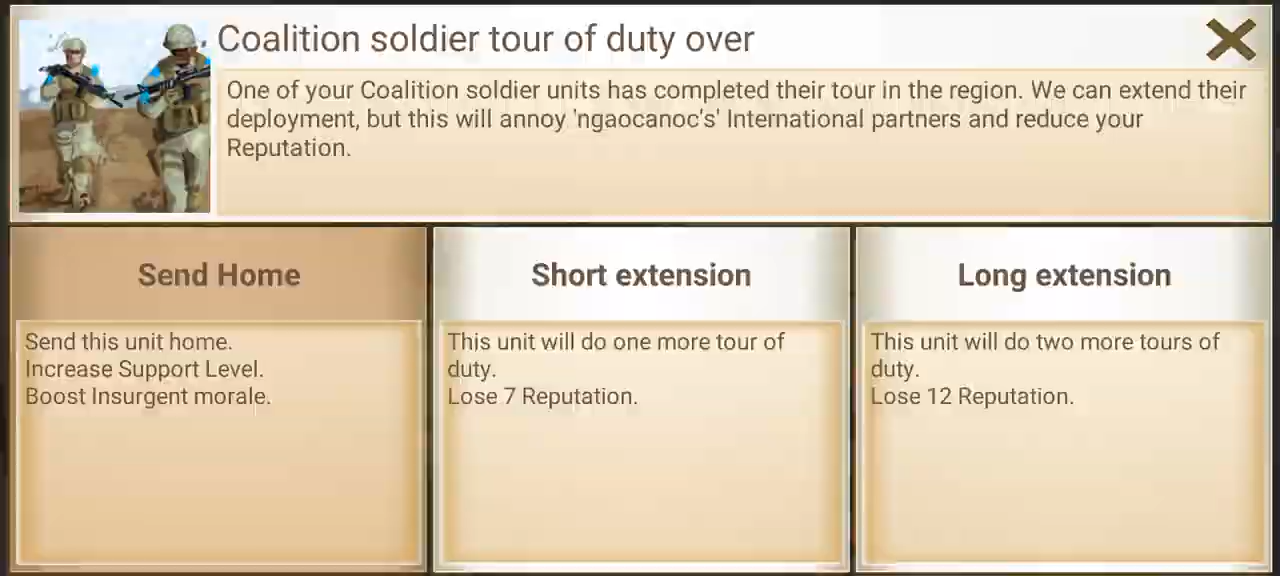 Coalition soldier tour of duty over
One of your Coalition soldier units has completed their tour in the region. We can extend their
deployment, but this will annoy 'ngaocanoc's' International partners and reduce your
Reputation.
Send Home
Send this unit home.
Increase Support Level.
Boost Insurgent morale.
Short extension
This unit will do one more tour of
duty.
Lose 7 Reputation.
Long extension
This unit will do two more tours of
duty.
Lose 12 Reputation.